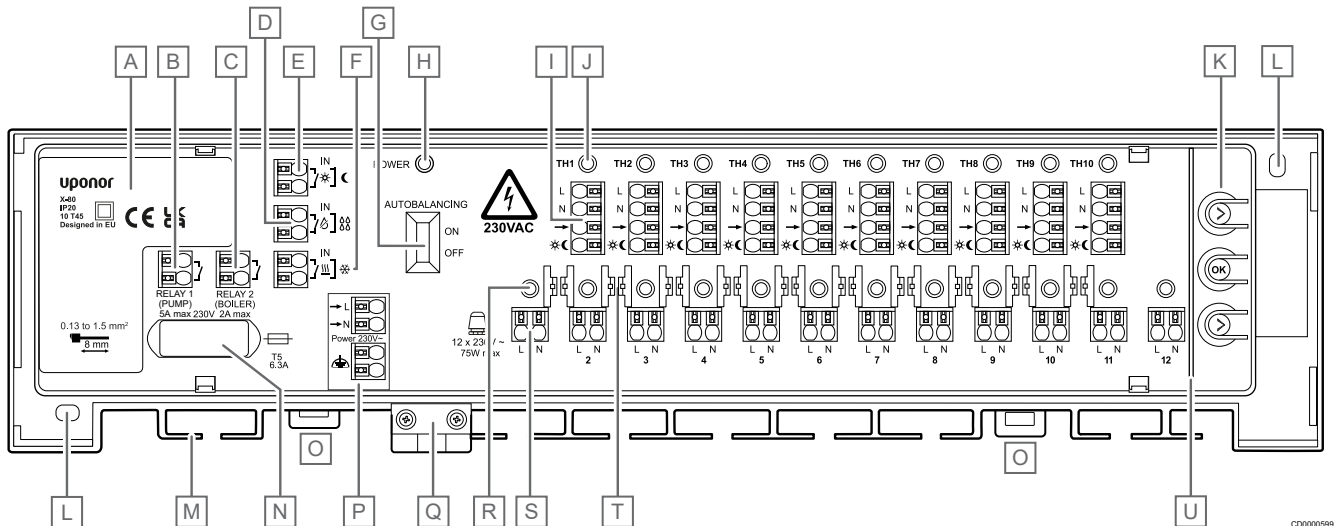 D
G
A
B
C
E
F
H
I
J
K
L
uponor
X-80
IP20
10 T45
Designed in EU
CE
UK
CA
RELAY 1
(PUMP)
5A max 230V
RELAY 2
(BOILER)
2A max
0.13 to 1.5 mm²
8 mm
T5
6.3A
IN
IN
IN
POWER
AUTOBALANCING
ON
OFF
230VAC
L
N
Power 230V~
12 x 230V ~
75W max
TH1 TH2 TH3 TH4 TH5 TH6 TH7 TH8 TH9 TH10
L L L L L L L L L L
N N N N N N N N N N
OK
L N L N L N L N L N L N L N L N L N L N L N L N
2 3 4 5 6 7 8 9 10 11 12
O
O
L
M
N
P
Q
R
S
T
U
CD0000599